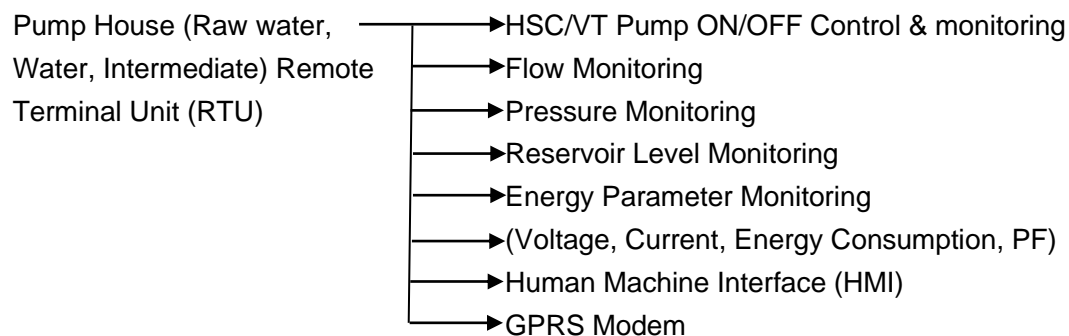 Pump House (Raw water,
Water, Intermediate) Remote
Terminal Unit (RTU)
HSC/VT Pump ON/OFF Control & monitoring
Flow Monitoring
Pressure Monitoring
Reservoir Level Monitoring
Energy Parameter Monitoring
(Voltage, Current, Energy Consumption, PF)
Human Machine Interface (HMI)
GPRS Modem